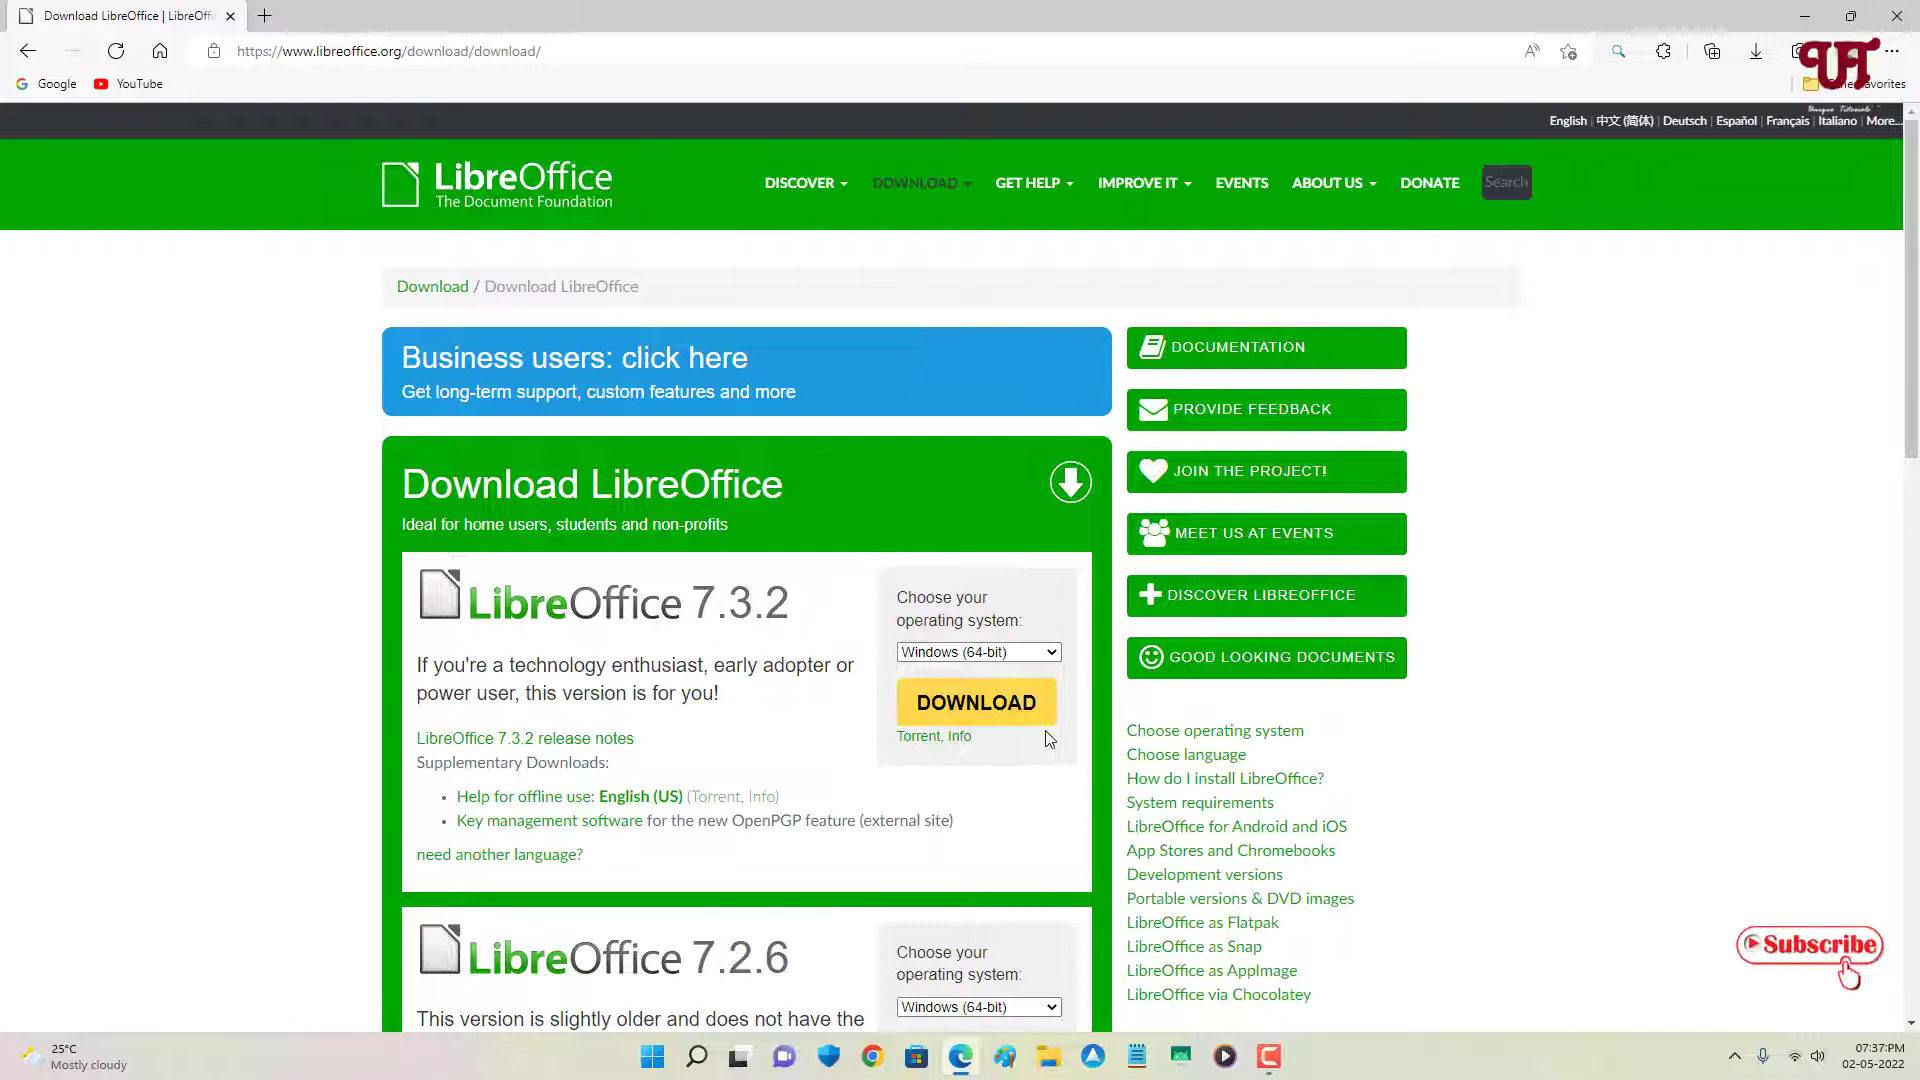 Download LibreOffice | LibreOffi
https://www.libreoffice.org/download/download/
Google
YouTube
UT
Unique Tutorials
English | 中文 (简体) | Deutsch | Español | Français | Italiano | More...
LibreOffice
The Document Foundation
DISCOVER
DOWNLOAD
GET HELP
IMPROVE IT
EVENTS
ABOUT US
DONATE
Search
Download / Download LibreOffice
Business users: click here
Get long-term support, custom features and more
Download LibreOffice
Ideal for home users, students and non-profits
LibreOffice 7.3.2
If you're a technology enthusiast, early adopter or
power user, this version is for you!
LibreOffice 7.3.2 release notes
Supplementary Downloads:
Help for offline use: English (US) (Torrent, Info)
Key management software for the new OpenPGP feature (external site)
need another language?
Choose your
operating system:
Windows (64-bit)
DOWNLOAD
Torrent, Info
LibreOffice 7.2.6
This version is slightly older and does not have the
Choose your
operating system:
Windows (64-bit)
DOCUMENTATION
PROVIDE FEEDBACK
JOIN THE PROJECT!
MEET US AT EVENTS
DISCOVER LIBREOFFICE
GOOD LOOKING DOCUMENTS
Choose operating system
Choose language
How do I install LibreOffice?
System requirements
LibreOffice for Android and iOS
App Stores and Chromebooks
Development versions
Portable versions & DVD images
LibreOffice as Flatpak
LibreOffice as Snap
LibreOffice as AppImage
LibreOffice via Chocolatey
Subscribe
25°C
Mostly cloudy
07:37:PM
02-05-2022